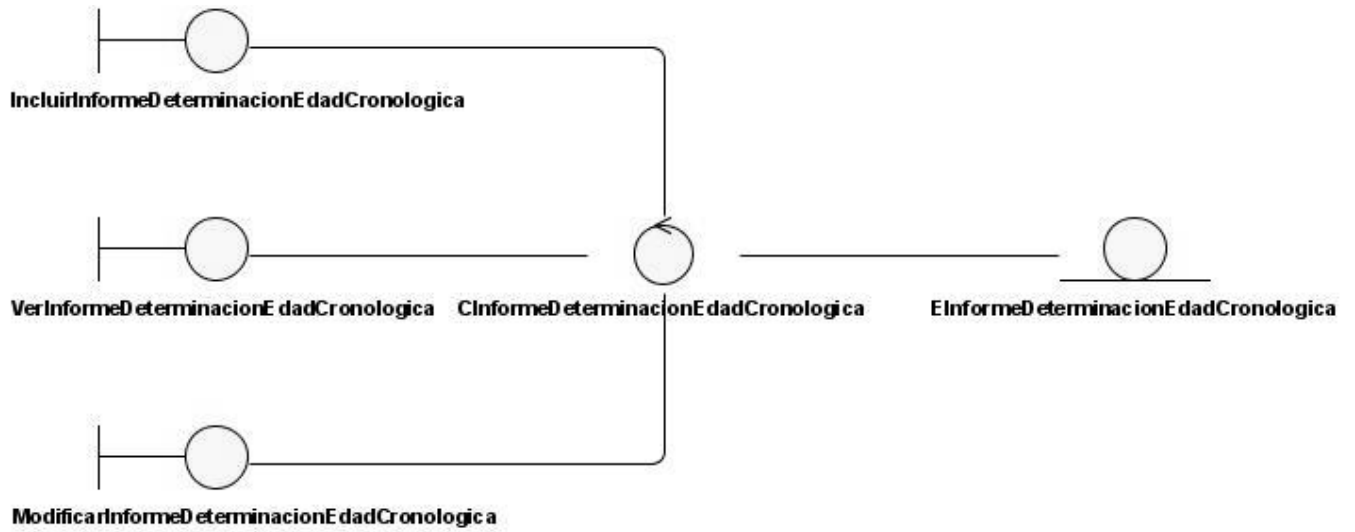 IncluirInformeDeterminacionEdadCronologica
VerInformeDeterminacionEdadCronologica
CInformeDeterminacionEdadCronologica
EInformeDeterminacionEdadCronologica
ModificarInformeDeterminacionEdadCronologica